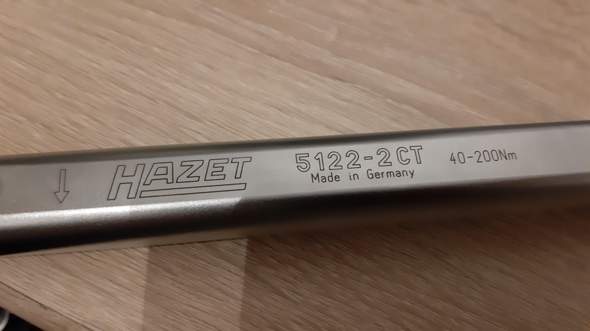 HAZET 5122-2CT 40-200Nm
Made in Germany